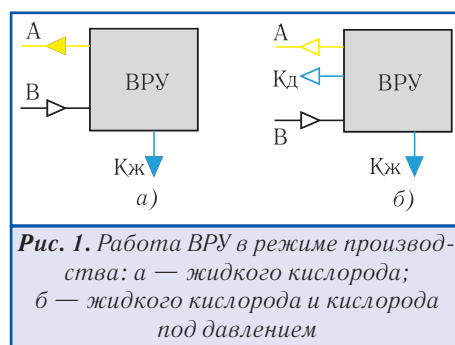 А
ВРУ
В
Кж
а)
А
Кд
ВРУ
В
Кж
б)
Рис. 1. Работа ВРУ в режиме производ-
ства: а — жидкого кислорода;
б — жидкого кислорода и кислорода
под давлением